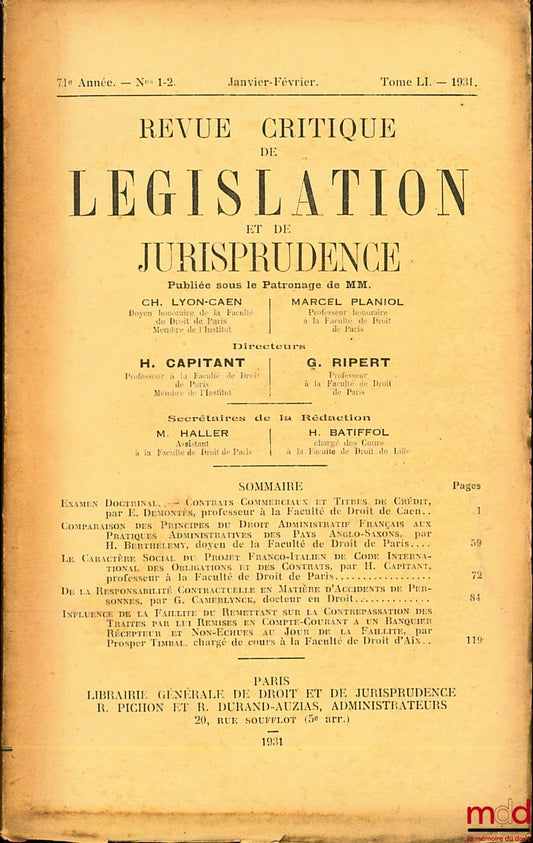 71e Année. — Nos 1-2. Janvier-Février. Tome LI. — 1931.
REVUE CRITIQUE
DE
LEGISLATION
ET DE
JURISPRUDENCE
Publiée sous le Patronage de MM.
CH. LYON-CAEN MARCEL PLANIOL
Doyen honoraire de la Faculté Professeur honoraire
de Droit de Paris à la Faculté de Droit
Membre de l'Institut de Paris
Directeurs
H. CAPITANT G. RIPERT
Professeur à la Faculté de Droit Professeur
de Paris à la Faculté de Droit
Membre de l'Institut de Paris
Secrétaires de la Rédaction
M. HALLER H. BATIFFOL
Assistant chargé des Cours
à la Faculté de Droit de Paris à la Faculté de Droit de Lille
SOMMAIRE Pages
EXAMEN DOCTRINAL. — CONTRATS COMMERCIAUX ET TITRES DE CRÉDIT,
par E. DEMONTÈS, professeur à la Faculté de Droit de Caen.. 1
COMPARAISON DES PRINCIPES DU DROIT ADMINISTRATIF FRANÇAIS AUX
PRATIQUES ADMINISTRATIVES DES PAYS ANGLO-SAXONS, par
H. BERTHELEMY, doyen de la Faculté de Droit de Paris.... 59
LE CARACTÈRE SOCIAL DU PROJET FRANCO-ITALIEN DE CODE INTERNA-
TIONAL DES OBLIGATIONS ET DES CONTRATS, par H. CAPITANT,
professeur à la Faculté de Droit de Paris................. 72
DE LA RESPONSABILITÉ CONTRACTUELLE EN MATIÈRE D'ACCIDENTS DE PER-
SONNES, par G. CAMERLYNCK, docteur en Droit.............. 84
INFLUENCE DE LA FAILLITE DU REMETTANT SUR LA CONTREPASSATION DES
TRAITES PAR LUI REMISES EN COMPTE-COURANT A UN BANQUIER
RÉCEPTEUR ET NON-ECHUES AU JOUR DE LA FAILLITE, par
Prosper TIMBAL, chargé de cours à la Faculté de Droit d'Aix.. 119
PARIS
LIBRAIRIE GÉNÉRALE DE DROIT ET DE JURISPRUDENCE
R. PICHON ET R. DURAND-AUZIAS, ADMINISTRATEURS
20, RUE SOUFFLOT (5e arr.)
1931
mdd
la mémoire du droit